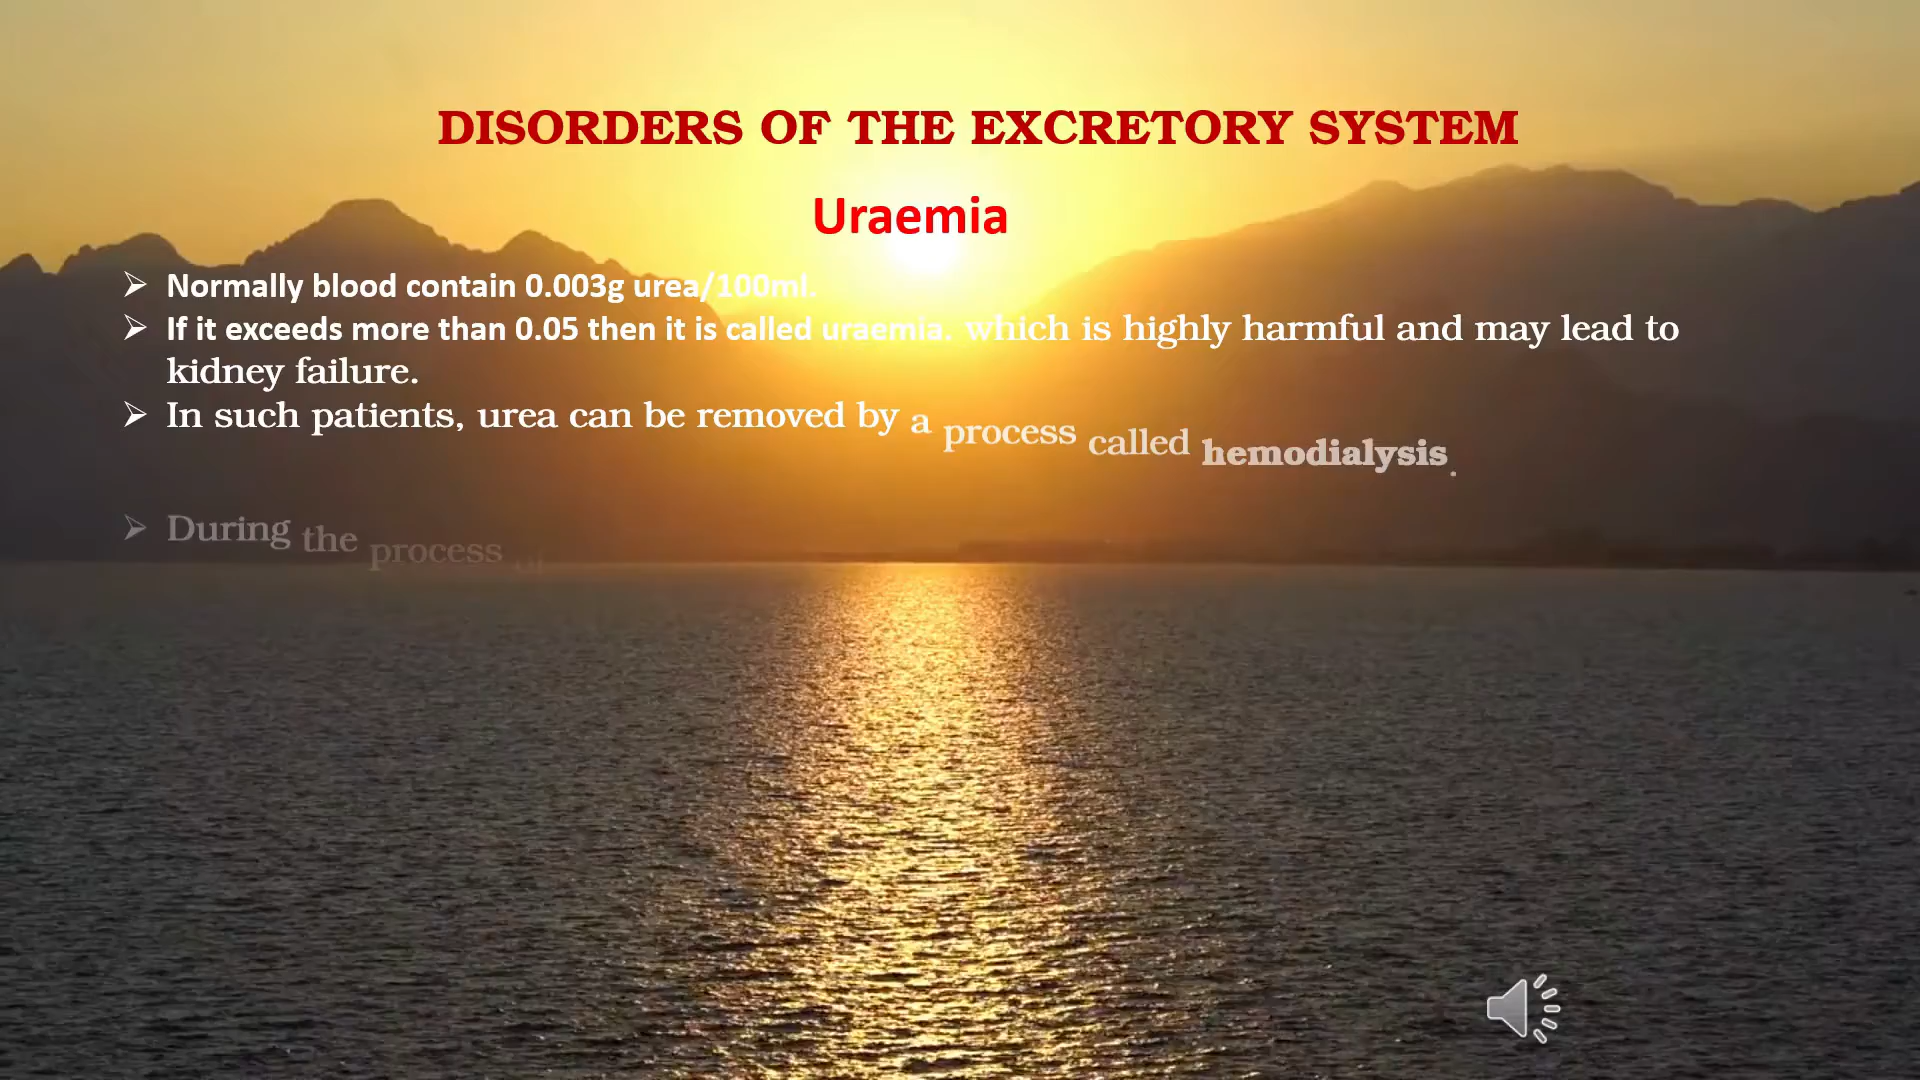 DISORDERS OF THE EXCRETORY SYSTEM
Uraemia
➢ Normally blood contain 0.003g urea/100ml.
➢ If it exceeds more than 0.05 then it is called uraemia. which is highly harmful and may lead to
kidney failure.
➢ In such patients, urea can be removed by a process called hemodialysis.
➢ During the process